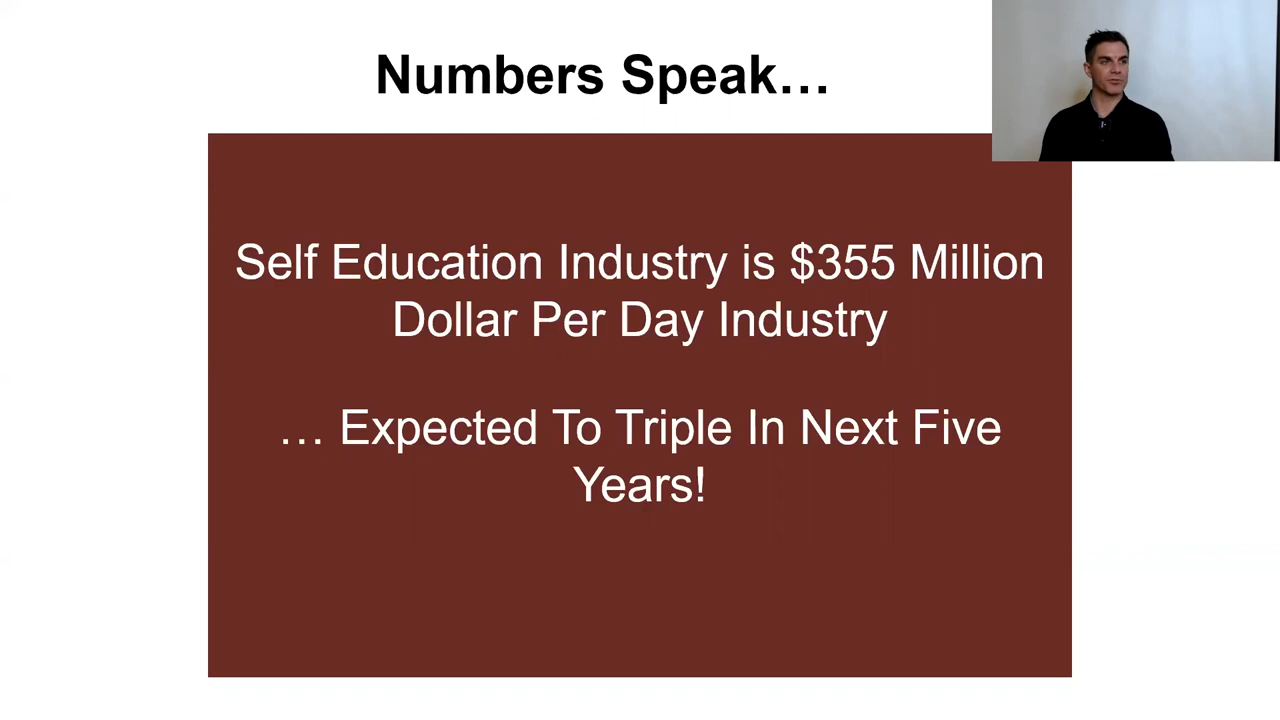 Numbers Speak…
Self Education Industry is $355 Million
Dollar Per Day Industry
… Expected To Triple In Next Five
Years!